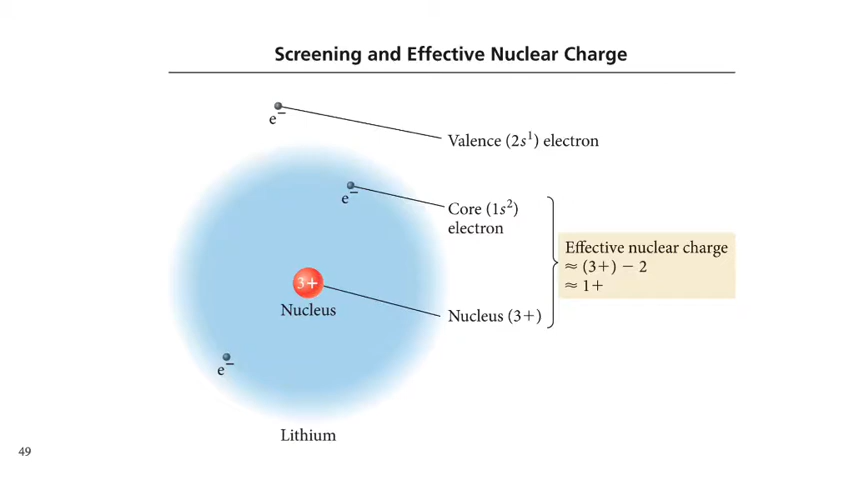 Screening and Effective Nuclear Charge
e⁻
Valence (2s¹) electron
e⁻
Core (1s²)
electron
Effective nuclear charge
≈ (3+) − 2
≈ 1+
3+
Nucleus
Nucleus (3+)
e⁻
Lithium
49